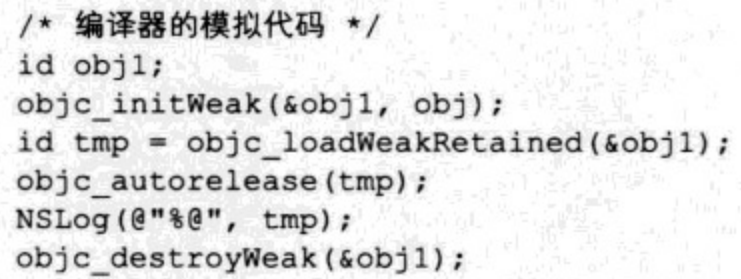 /* 编译器的模拟代码 */
id obj1;
objc_initWeak(&obj1, obj);
id tmp = objc_loadWeakRetained(&obj1);
objc_autorelease(tmp);
NSLog(@"%@", tmp);
objc_destroyWeak(&obj1);